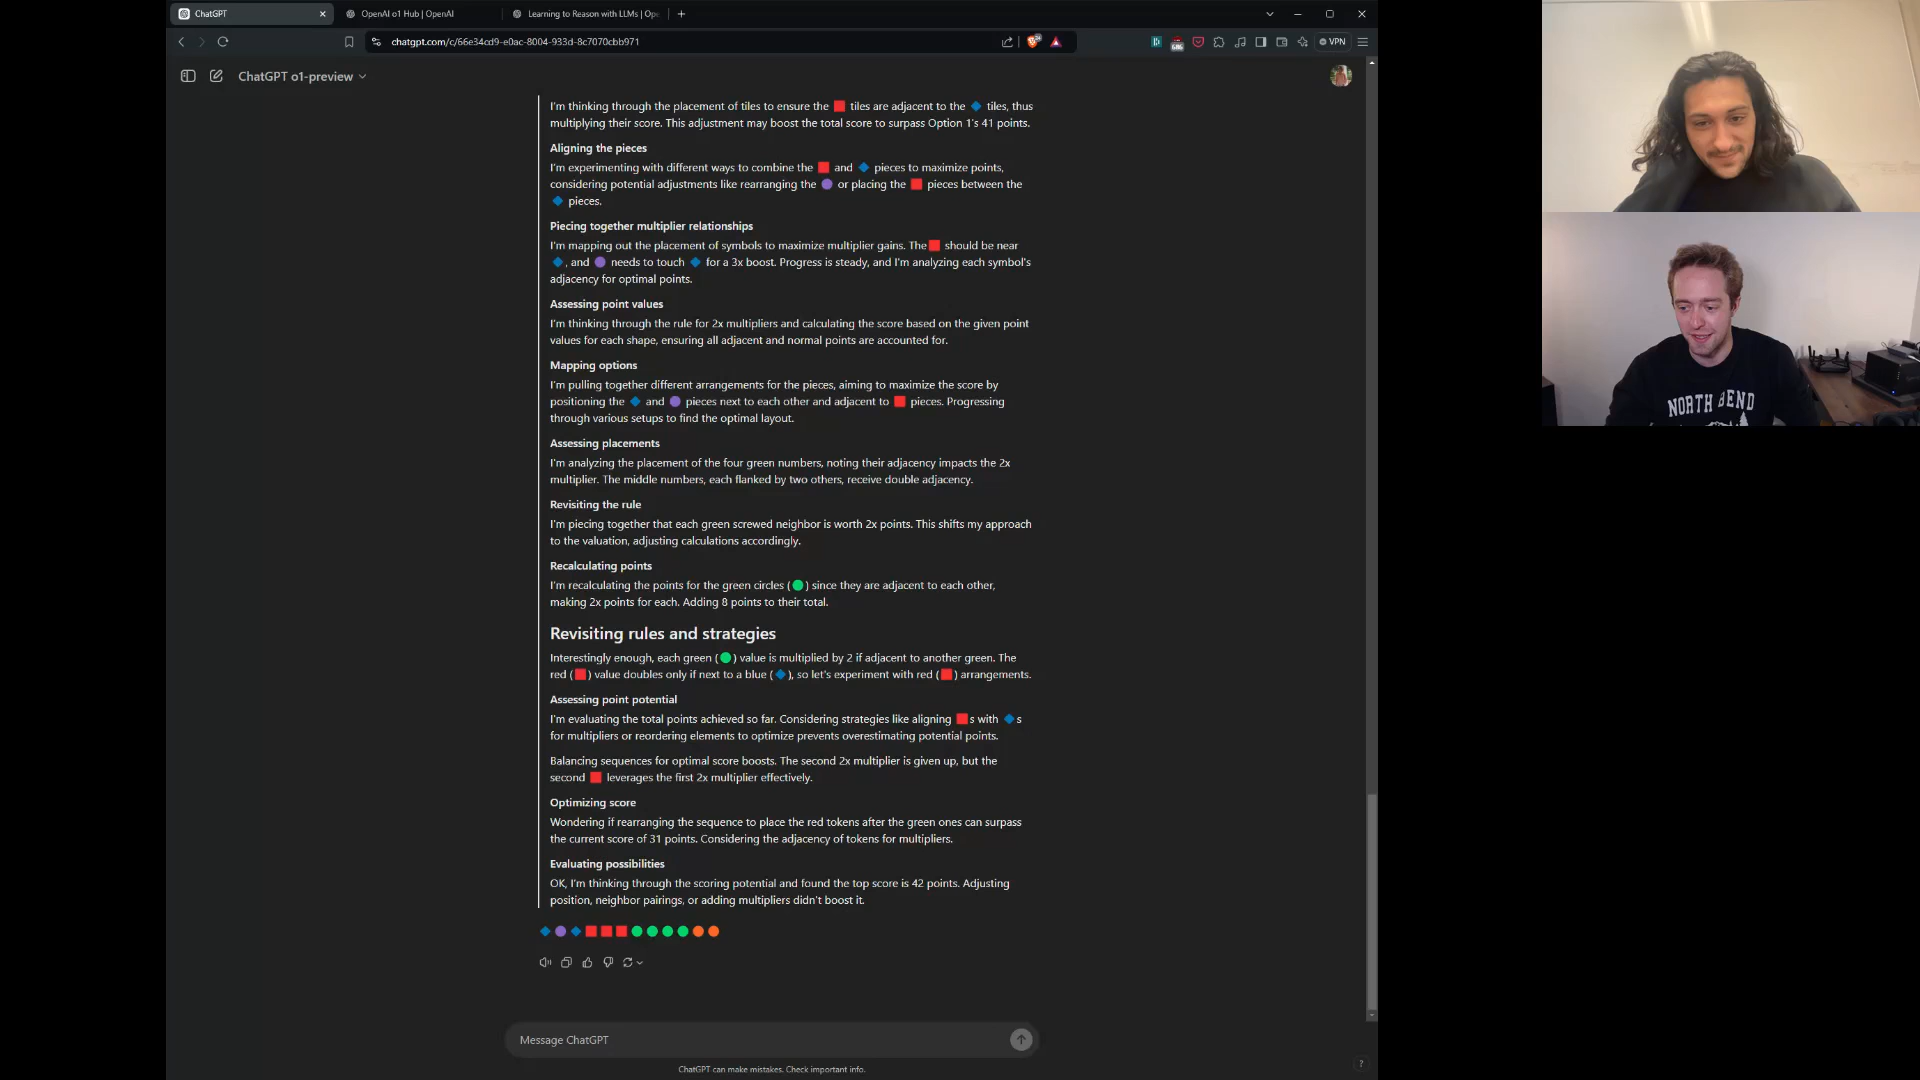 ChatGPT
OpenAI o1 Hub | OpenAI
Learning to Reason with LLMs | Ope
chatgpt.com/c/66e34cd9-e0ac-8004-933d-8c7070cbb971
VPN
ChatGPT o1-preview
I'm thinking through the placement of tiles to ensure the 🟥 tiles are adjacent to the 🔷 tiles, thus
multiplying their score. This adjustment may boost the total score to surpass Option 1's 41 points.
Aligning the pieces
I'm experimenting with different ways to combine the 🟥 and 🔷 pieces to maximize points,
considering potential adjustments like rearranging the 🟣 or placing the 🟥 pieces between the
🔷 pieces.
Piecing together multiplier relationships
I'm mapping out the placement of symbols to maximize multiplier gains. The 🟥 should be near
🔷, and 🟣 needs to touch 🔷 for a 3x boost. Progress is steady, and I'm analyzing each symbol's
adjacency for optimal points.
Assessing point values
I'm thinking through the rule for 2x multipliers and calculating the score based on the given point
values for each shape, ensuring all adjacent and normal points are accounted for.
Mapping options
I'm pulling together different arrangements for the pieces, aiming to maximize the score by
positioning the 🔷 and 🟣 pieces next to each other and adjacent to 🟥 pieces. Progressing
through various setups to find the optimal layout.
Assessing placements
I'm analyzing the placement of the four green numbers, noting their adjacency impacts the 2x
multiplier. The middle numbers, each flanked by two others, receive double adjacency.
Revisiting the rule
I'm piecing together that each green screwed neighbor is worth 2x points. This shifts my approach
to the valuation, adjusting calculations accordingly.
Recalculating points
I'm recalculating the points for the green circles (🟢) since they are adjacent to each other,
making 2x points for each. Adding 8 points to their total.
Revisiting rules and strategies
Interestingly enough, each green (🟢) value is multiplied by 2 if adjacent to another green. The
red (🟥) value doubles only if next to a blue (🔷), so let's experiment with red (🟥) arrangements.
Assessing point potential
I'm evaluating the total points achieved so far. Considering strategies like aligning 🟥s with 🔷s
for multipliers or reordering elements to optimize prevents overestimating potential points.
Balancing sequences for optimal score boosts. The second 2x multiplier is given up, but the
second 🟥 leverages the first 2x multiplier effectively.
Optimizing score
Wondering if rearranging the sequence to place the red tokens after the green ones can surpass
the current score of 31 points. Considering the adjacency of tokens for multipliers.
Evaluating possibilities
OK, I'm thinking through the scoring potential and found the top score is 42 points. Adjusting
position, neighbor pairings, or adding multipliers didn't boost it.
🔷🟣🔷🟥🟥🟥🟢🟢🟢🟢🟠🟠
Message ChatGPT
ChatGPT can make mistakes. Check important info.
?
NORTH BEND